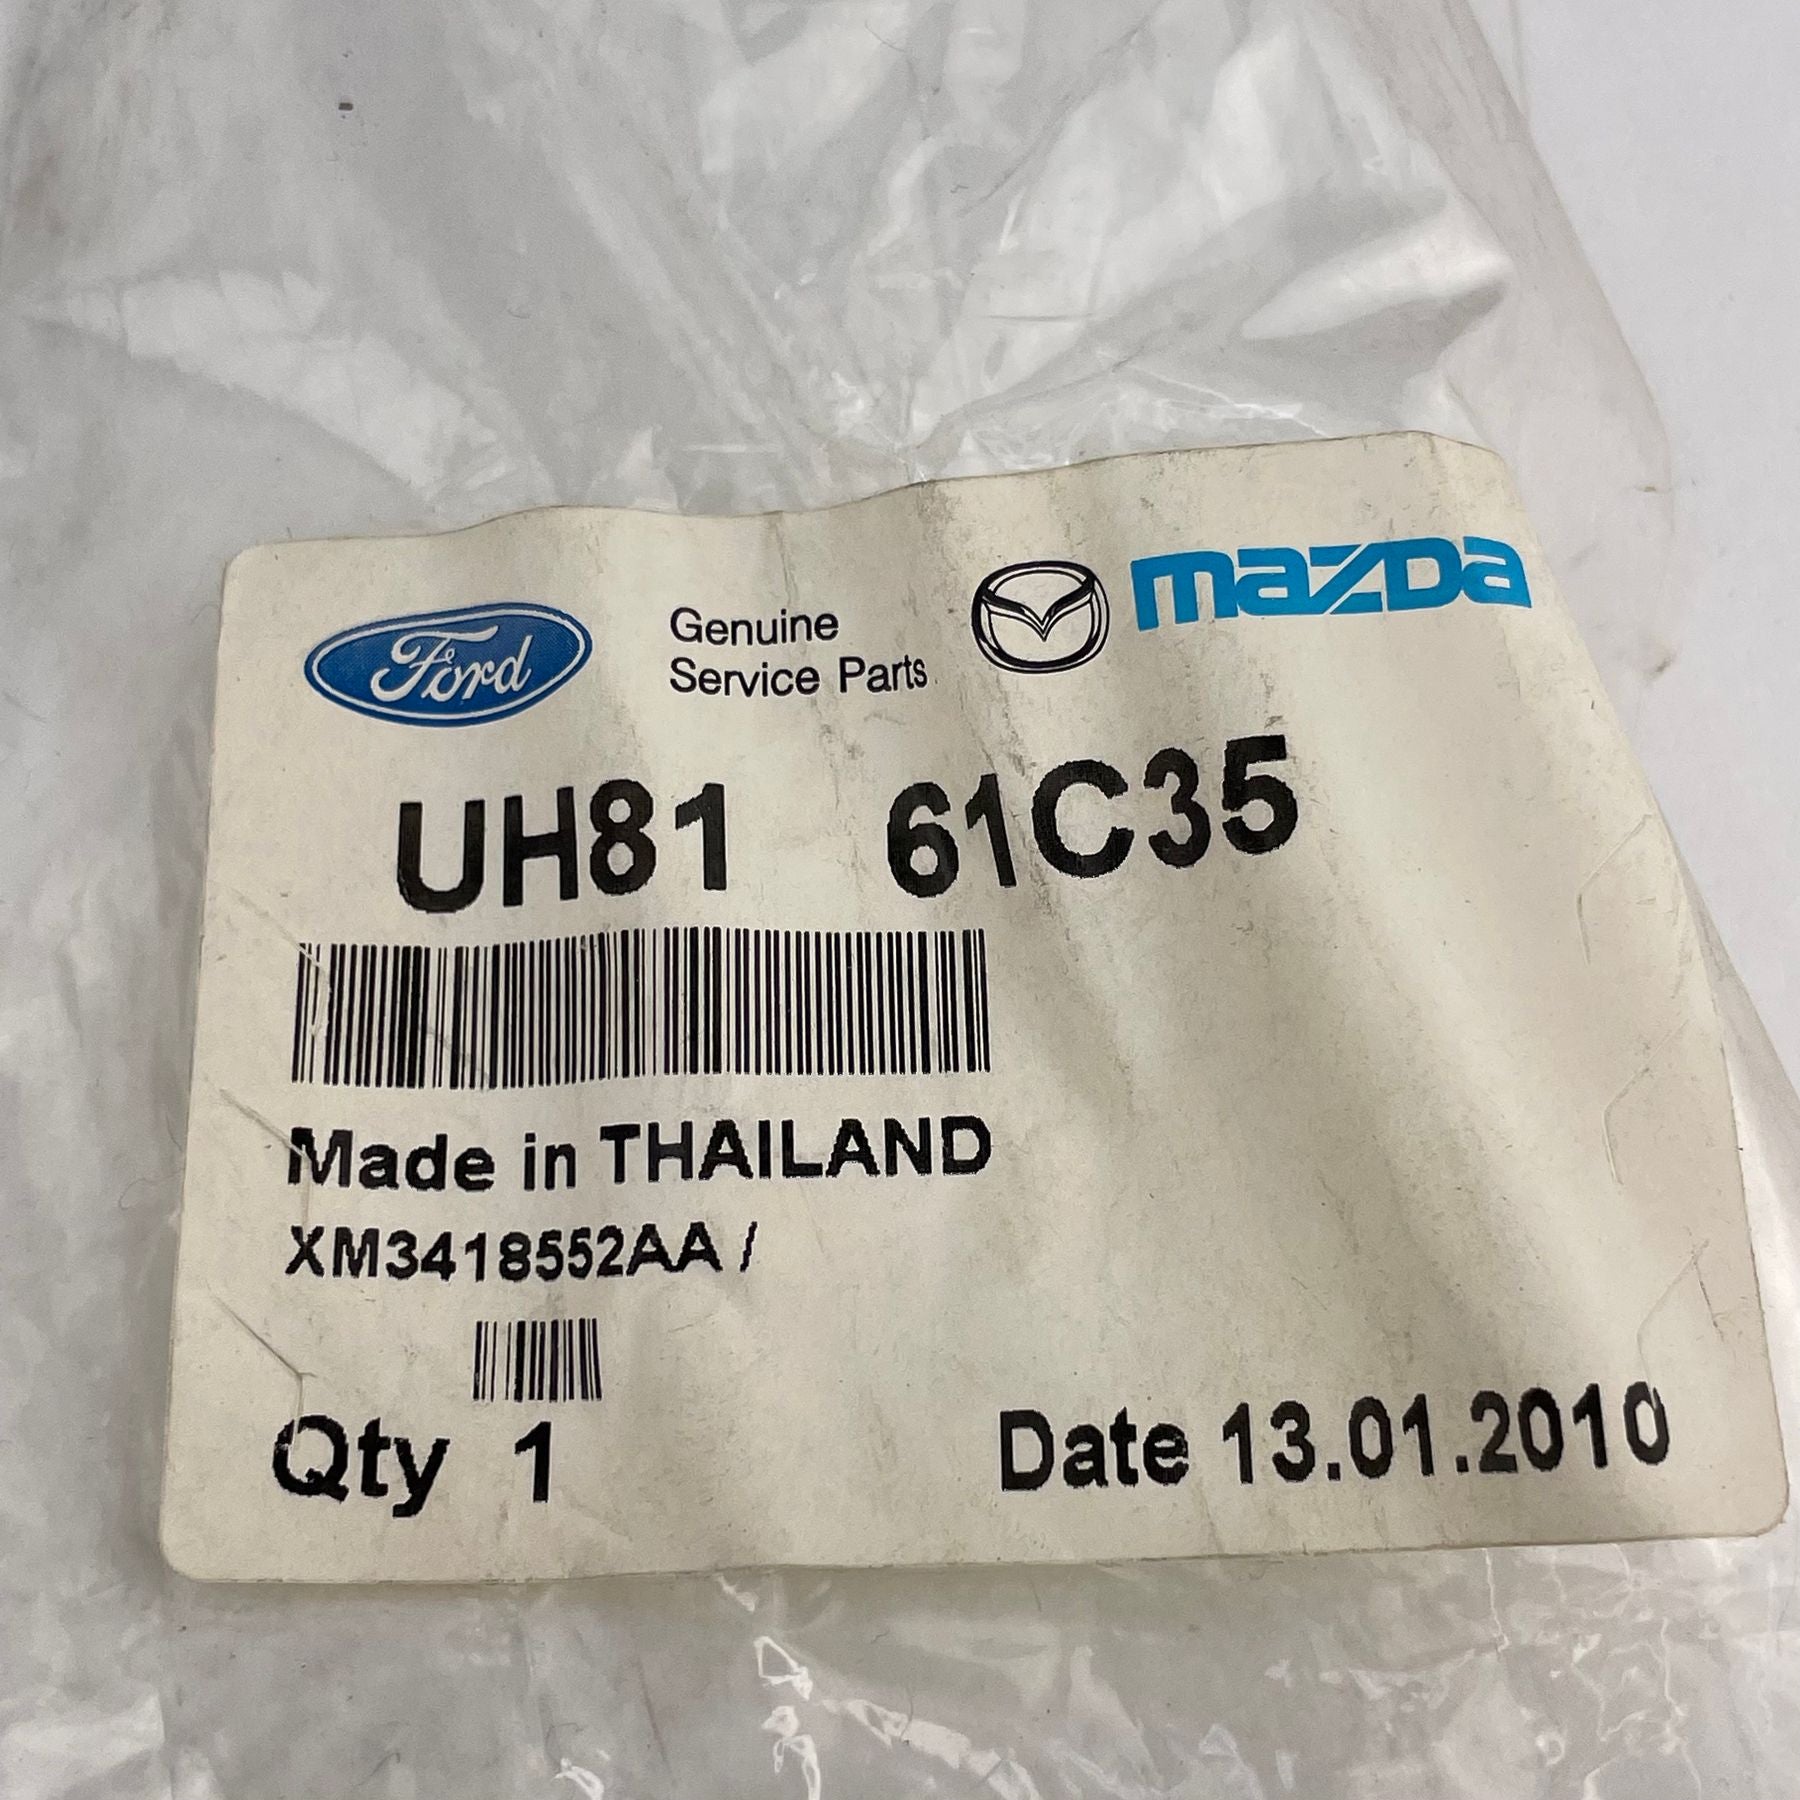 Ford
Genuine
Service Parts
mazda
UH81 61C35
Made in THAILAND
XM3418552AA /
Qty 1
Date 13.01.2010